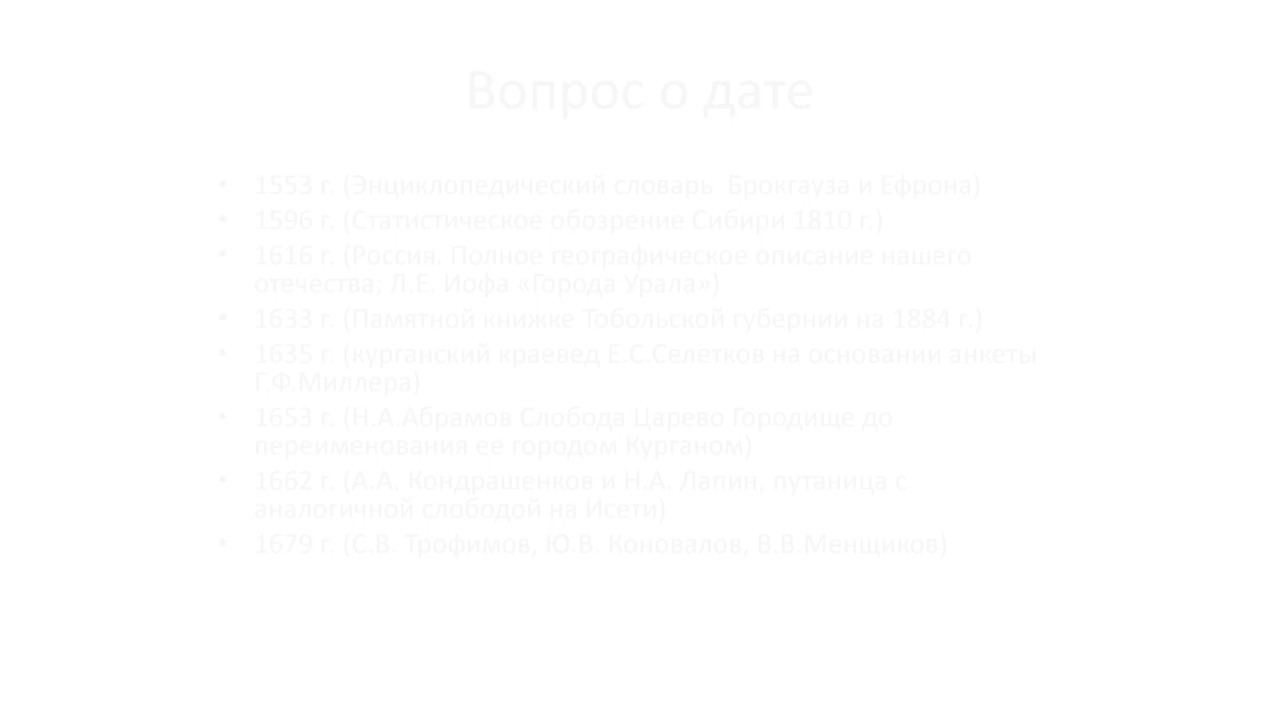 Вопрос о дате
• 1553 г. (Энциклопедический словарь  Брокгауза и Ефрона)
• 1596 г. (Статистическое обозрение Сибири 1810 г.)
• 1616 г. (Россия. Полное географическое описание нашего
отечества; Л.Е. Иофа «Города Урала»)
• 1633 г. (Памятной книжке Тобольской губернии на 1884 г.)
• 1635 г. (курганский краевед Е.С.Селетков на основании анкеты
Г.Ф.Миллера)
• 1653 г. (Н.А.Абрамов Слобода Царево Городище до
переименования ее городом Курганом)
• 1662 г. (А.А. Кондрашенков и Н.А. Лапин, путаница с
аналогичной слободой на Исети)
• 1679 г. (С.В. Трофимов, Ю.В. Коновалов, В.В.Менщиков)